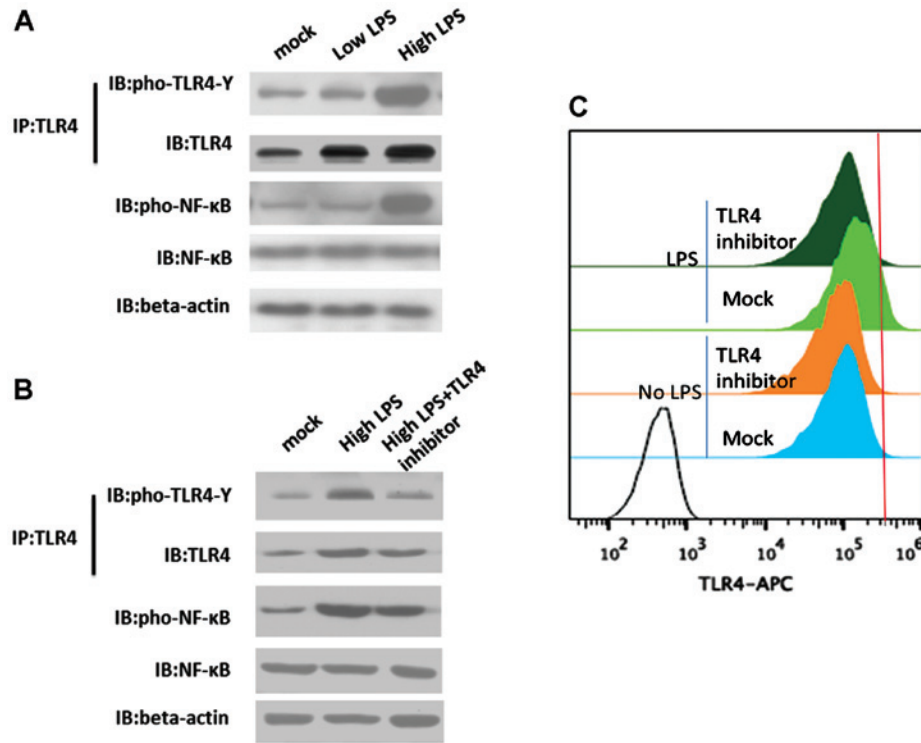 A
mock
Low LPS
High LPS
IP:TLR4
IB:pho-TLR4-Y
IB:TLR4
IB:pho-NF-κB
IB:NF-κB
IB:beta-actin
B
mock
High LPS
High LPS+TLR4
inhibitor
IP:TLR4
IB:pho-TLR4-Y
IB:TLR4
IB:pho-NF-κB
IB:NF-κB
IB:beta-actin
C
LPS
TLR4
inhibitor
Mock
No LPS
TLR4
inhibitor
Mock
10² 10³ 10⁴ 10⁵ 10⁶
TLR4-APC